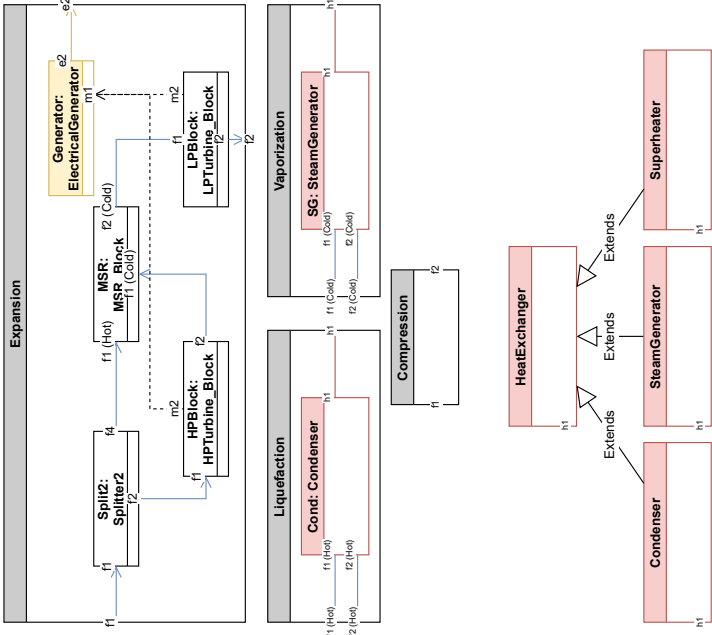 Expansion
e2
Generator:
ElectricalGenerator
e2
m1
m2
LPBlock:
LPTurbine_Block
f1
f2
f2
MSR:
MSR_Block
f2 (Cold)
f1 (Cold)
f1 (Hot)
f2
HPBlock:
HPTurbine_Block
m2
f1
f4
Split2:
Splitter2
f2
f1
Vaporization
h1
h1
SG: SteamGenerator
f1 (Cold)
f2 (Cold)
f1 (Cold)
f2 (Cold)
Liquefaction
h1
h1
Cond: Condenser
f1 (Hot)
f2 (Hot)
f1 (Hot)
f2 (Hot)
Compression
f2
f1
HeatExchanger
h1
Extends
Extends
Extends
Superheater
h1
SteamGenerator
h1
Condenser
h1